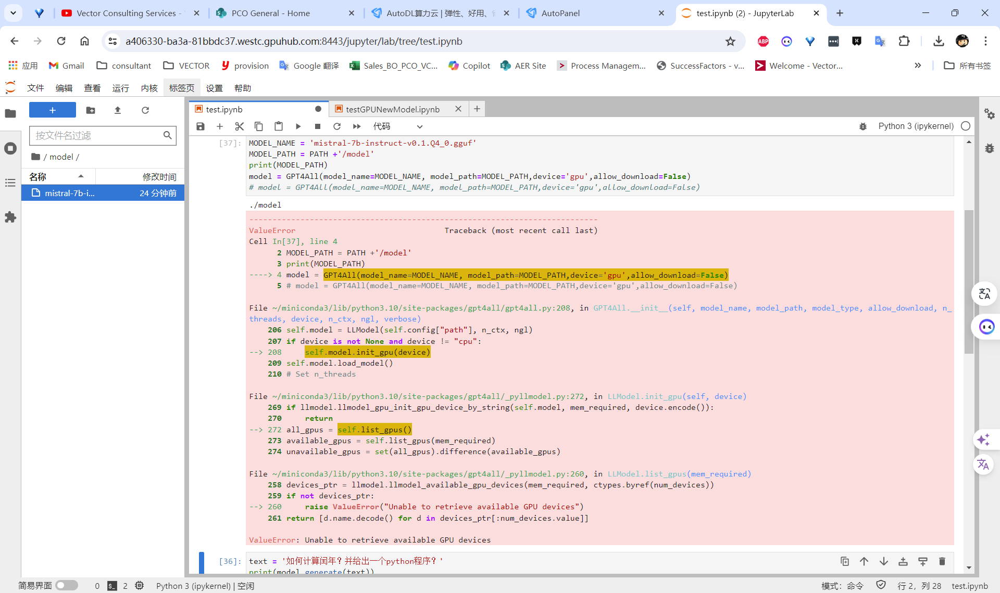 Vector Consulting Services -
PCO General - Home
AutoDL算力云 | 弹性、好用、
AutoPanel
test.ipynb (2) - JupyterLab
a406330-ba3a-81bbdc37.westc.gpuhub.com:8443/jupyter/lab/tree/test.ipynb
ABP
应用
Gmail
consultant
VECTOR
provision
Google 翻译
Sales_BO_PCO_VC...
Copilot
AER Site
Process Managem...
SuccessFactors - v...
Welcome - Vector...
所有书签
文件 编辑 查看 运行 内核 标签页 设置 帮助
test.ipynb
testGPUNewModel.ipynb
代码
Python 3 (ipykernel)
按文件名过滤
/ model /
名称
修改时间
mistral-7b-i...
24 分钟前
[37]:
MODEL_NAME = 'mistral-7b-instruct-v0.1.Q4_0.gguf'
MODEL_PATH = PATH +'/model'
print(MODEL_PATH)
model = GPT4All(model_name=MODEL_NAME, model_path=MODEL_PATH,device='gpu',allow_download=False)
# model = GPT4All(model_name=MODEL_NAME, model_path=MODEL_PATH,device='gpu',allow_download=False)
./model
---------------------------------------------------------------------------
ValueError                                Traceback (most recent call last)
Cell In[37], line 4
2 MODEL_PATH = PATH +'/model'
3 print(MODEL_PATH)
----> 4 model = GPT4All(model_name=MODEL_NAME, model_path=MODEL_PATH,device='gpu',allow_download=False)
5 # model = GPT4All(model_name=MODEL_NAME, model_path=MODEL_PATH,device='gpu',allow_download=False)
File ~/miniconda3/lib/python3.10/site-packages/gpt4all/gpt4all.py:208, in GPT4All.__init__(self, model_name, model_path, model_type, allow_download, n_
threads, device, n_ctx, ngl, verbose)
206 self.model = LLModel(self.config["path"], n_ctx, ngl)
207 if device is not None and device != "cpu":
--> 208     self.model.init_gpu(device)
209 self.model.load_model()
210 # Set n_threads
File ~/miniconda3/lib/python3.10/site-packages/gpt4all/_pyllmodel.py:272, in LLModel.init_gpu(self, device)
269 if llmodel.llmodel_gpu_init_gpu_device_by_string(self.model, mem_required, device.encode()):
270     return
--> 272 all_gpus = self.list_gpus()
273 available_gpus = self.list_gpus(mem_required)
274 unavailable_gpus = set(all_gpus).difference(available_gpus)
File ~/miniconda3/lib/python3.10/site-packages/gpt4all/_pyllmodel.py:260, in LLModel.list_gpus(mem_required)
258 devices_ptr = llmodel.llmodel_available_gpu_devices(mem_required, ctypes.byref(num_devices))
259 if not devices_ptr:
--> 260     raise ValueError("Unable to retrieve available GPU devices")
261 return [d.name.decode() for d in devices_ptr[:num_devices.value]]
ValueError: Unable to retrieve available GPU devices
[36]:
text = '如何计算闰年？并给出一个python程序？'
print(model.generate(text))
简易界面
0
2
Python 3 (ipykernel) | 空闲
模式：命令
行 2，列 28
test.ipynb